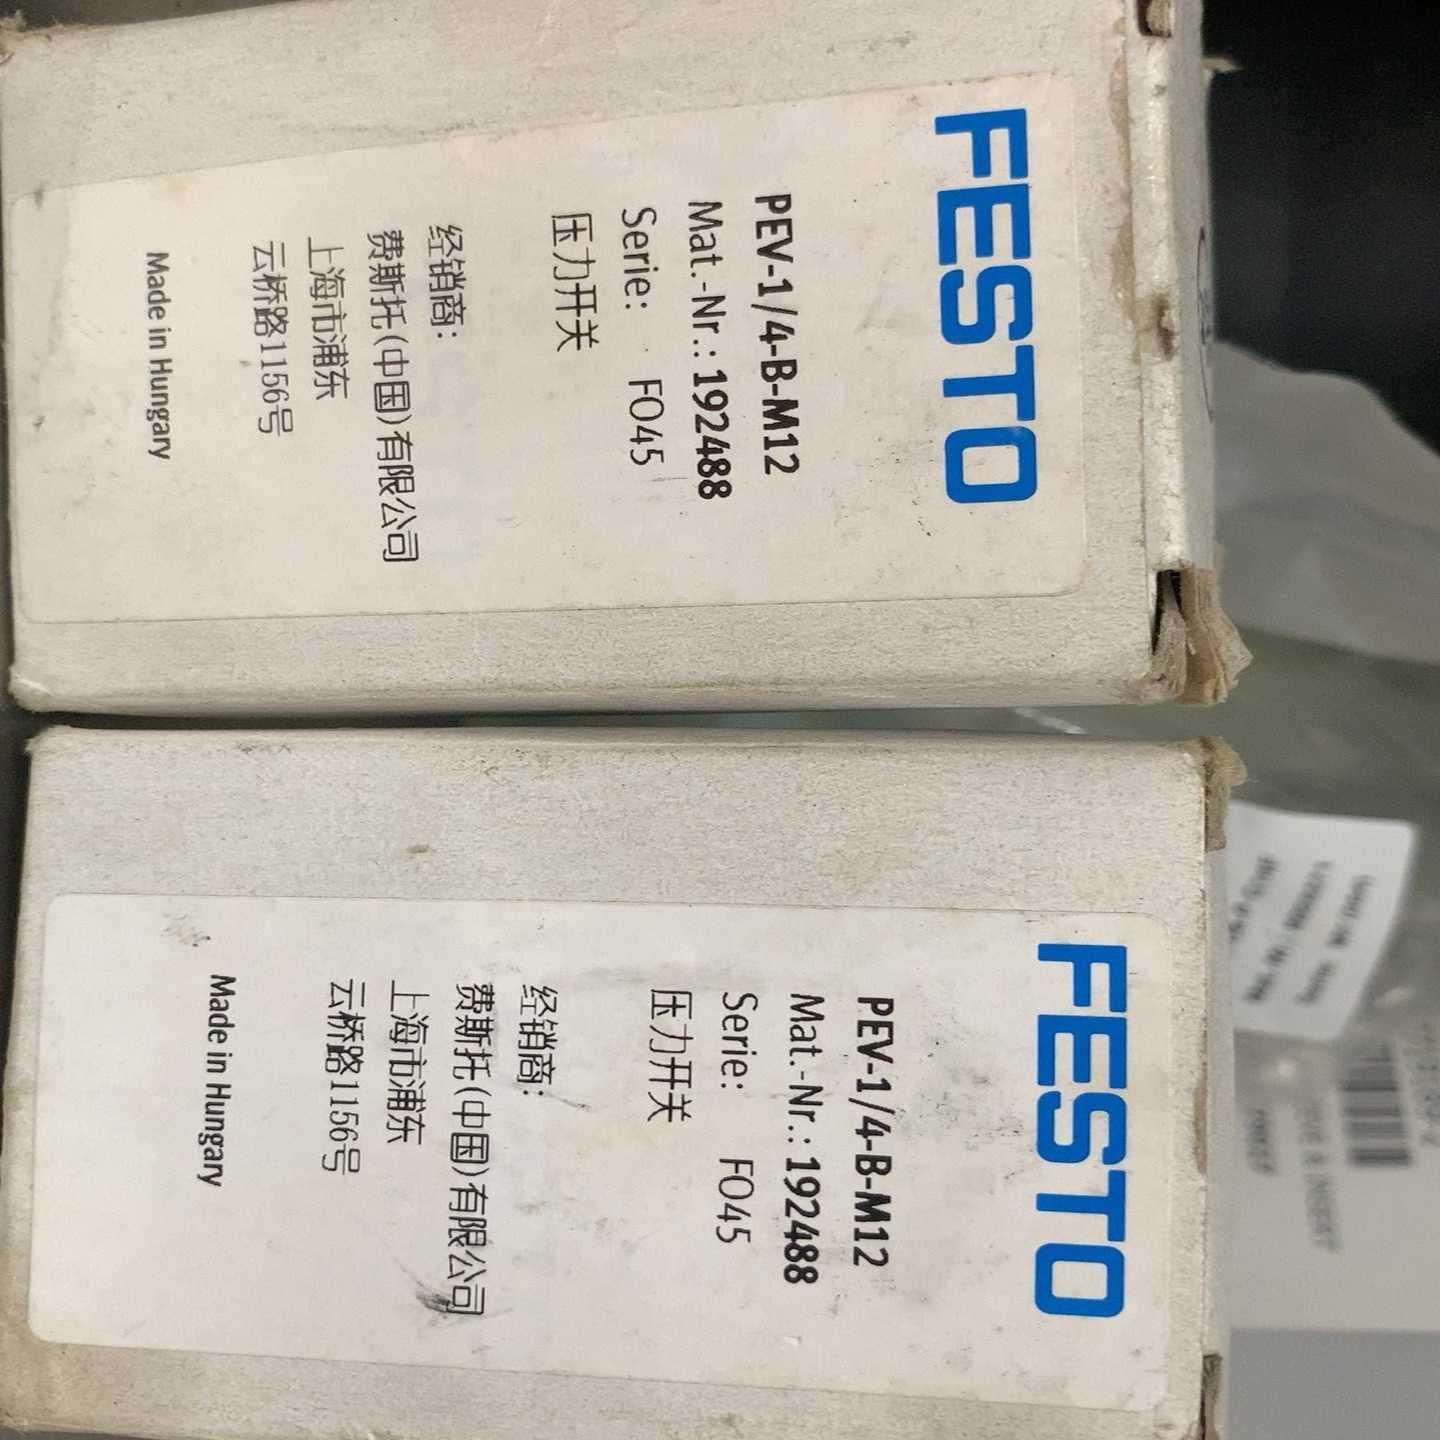 FESTO
PEV-1/4-B-M12
Mat.-Nr.: 192488
Serie: F045
压力开关
经销商:
费斯托(中国)有限公司
上海市浦东
云桥路1156号
Made in Hungary
FESTO
PEV-1/4-B-M12
Mat.-Nr.: 192488
Serie: F045
压力开关
经销商:
费斯托(中国)有限公司
上海市浦东
云桥路1156号
Made in Hungary